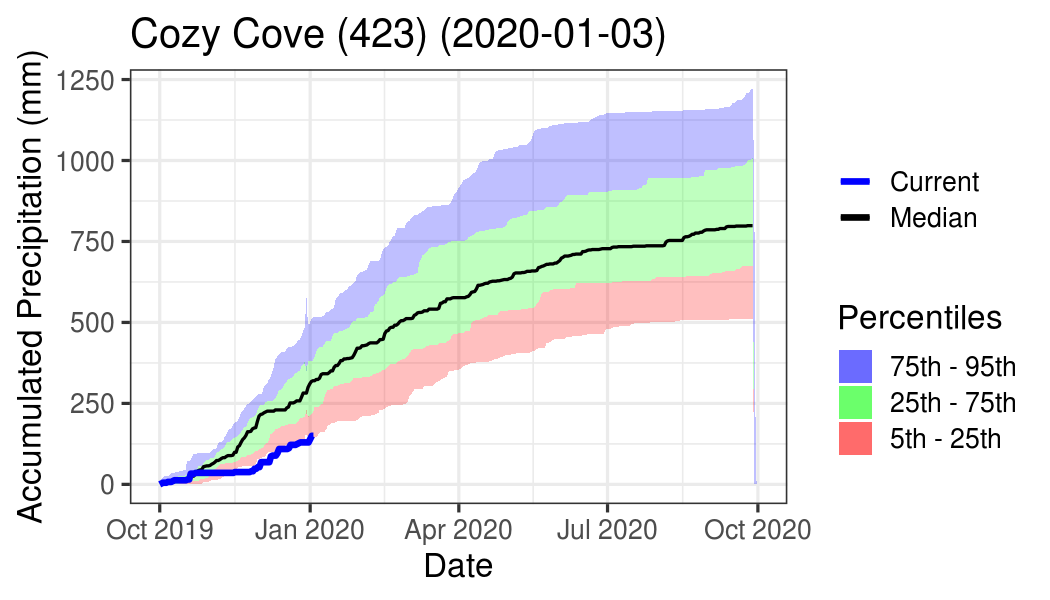 Cozy Cove (423) (2020-01-03)
Accumulated Precipitation (mm)
1250
1000
750
500
250
0
Oct 2019
Jan 2020
Apr 2020
Jul 2020
Oct 2020
Date
Current
Median
Percentiles
75th - 95th
25th - 75th
5th - 25th